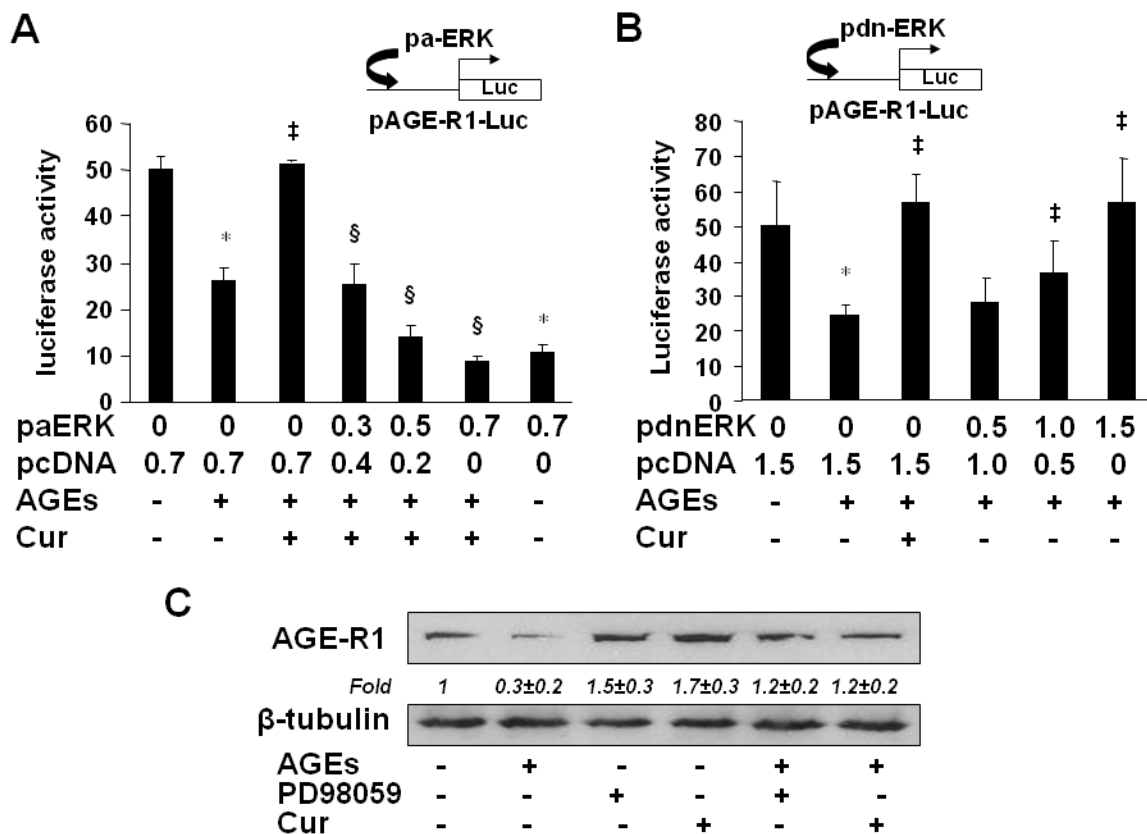 A
pa-ERK
Luc
pAGE-R1-Luc
luciferase activity
60
50
40
30
20
10
0
* ‡ § § § *
paERK 0 0 0 0.3 0.5 0.7 0.7
pcDNA 0.7 0.7 0.7 0.4 0.2 0 0
AGEs - + + + + + -
Cur - - + + + + -
B
pdn-ERK
Luc
pAGE-R1-Luc
Luciferase activity
80
70
60
50
40
30
20
10
0
* ‡ ‡ ‡
pdnERK 0 0 0 0.5 1.0 1.5
pcDNA 1.5 1.5 1.5 1.0 0.5 0
AGEs - + + + + +
Cur - - + - - -
C
AGE-R1
Fold 1 0.3±0.2 1.5±0.3 1.7±0.3 1.2±0.2 1.2±0.2
β-tubulin
AGEs - + - - + +
PD98059 - - + - + -
Cur - - - + - +